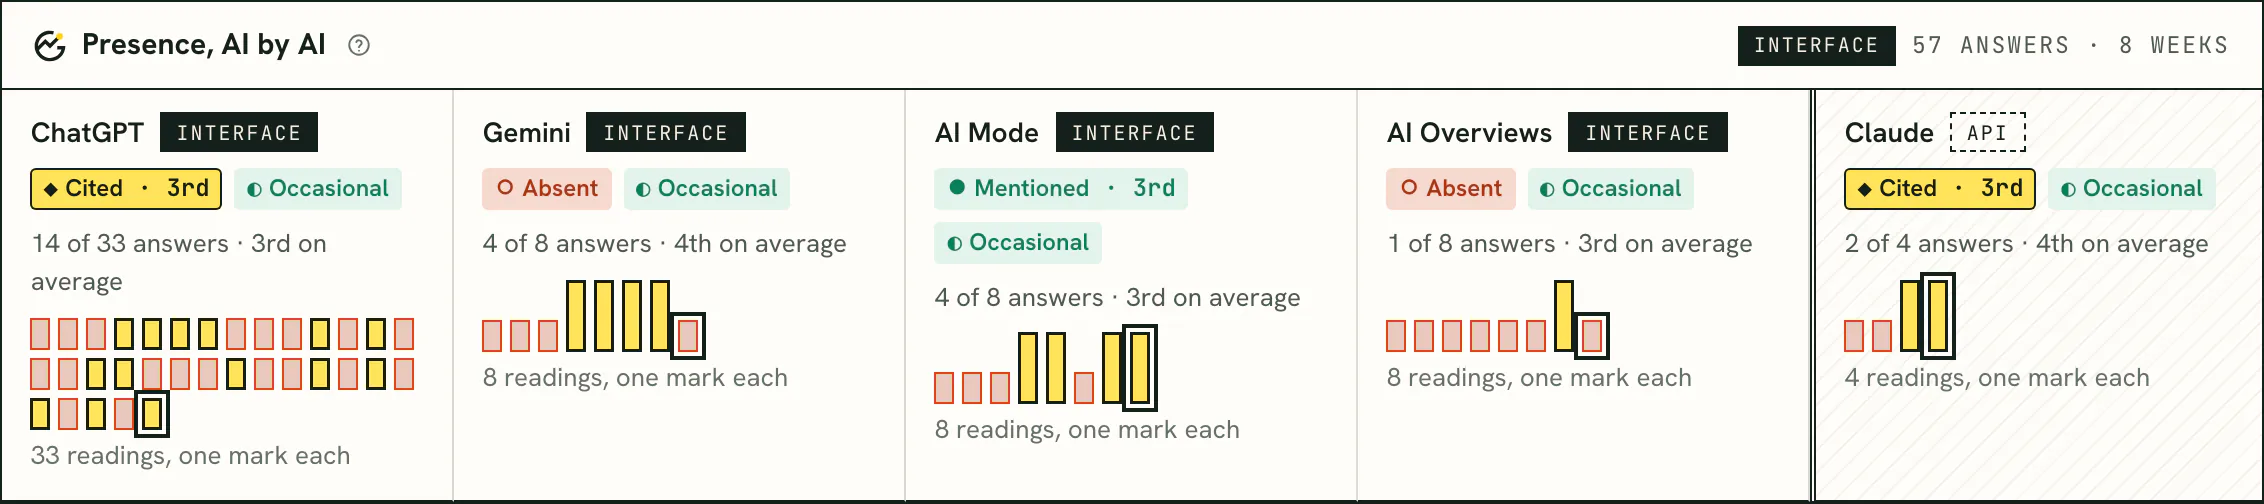 Presence, AI by AI ?
INTERFACE 57 ANSWERS · 8 WEEKS
ChatGPT INTERFACE
◆ Cited · 3rd ◐ Occasional
14 of 33 answers · 3rd on
average
33 readings, one mark each
Gemini INTERFACE
○ Absent ◐ Occasional
4 of 8 answers · 4th on average
8 readings, one mark each
AI Mode INTERFACE
● Mentioned · 3rd
◐ Occasional
4 of 8 answers · 3rd on average
8 readings, one mark each
AI Overviews INTERFACE
○ Absent ◐ Occasional
1 of 8 answers · 3rd on average
8 readings, one mark each
Claude API
◆ Cited · 3rd ◐ Occasional
2 of 4 answers · 4th on average
4 readings, one mark each